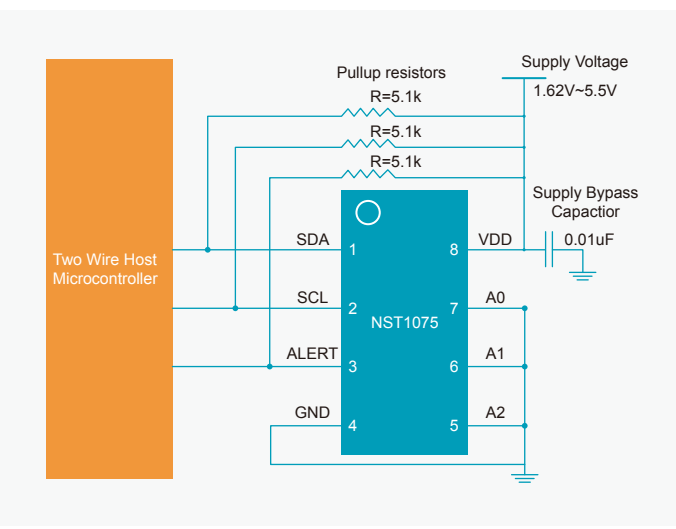 Supply Voltage
1.62V~5.5V
Pullup resistors
R=5.1k
R=5.1k
R=5.1k
Supply Bypass
Capactior
0.01uF
Two Wire Host
Microcontroller
SDA
1
8
VDD
SCL
2
7
A0
NST1075
ALERT
3
6
A1
GND
4
5
A2